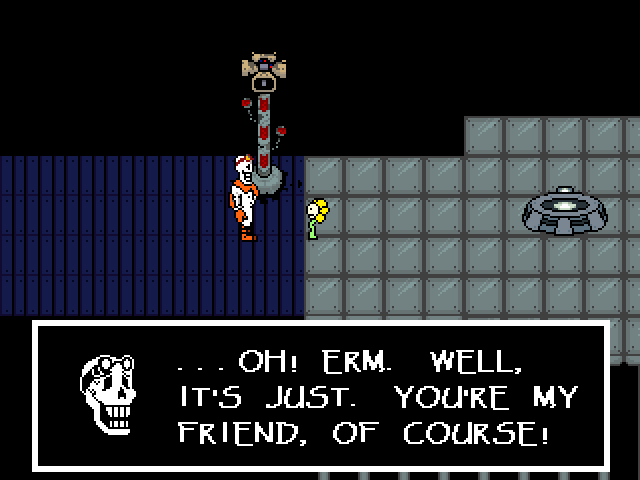 ...OH! ERM. WELL,
IT'S JUST. YOU'RE MY
FRIEND, OF COURSE!